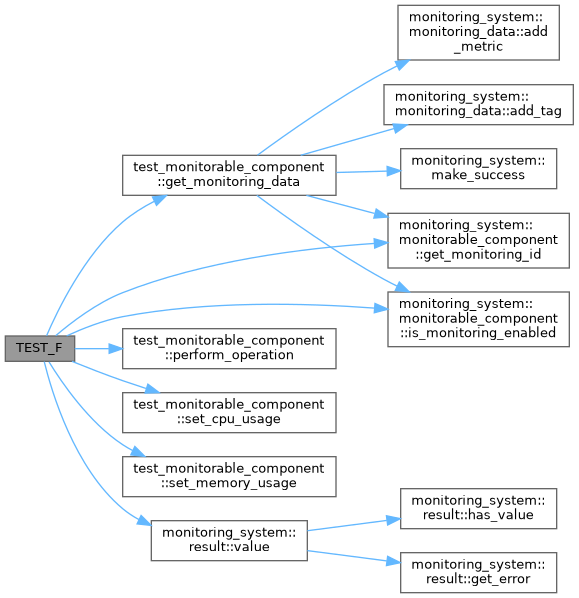 monitoring_system::
monitoring_data::add
_metric
monitoring_system::
monitoring_data::add_tag
test_monitorable_component
::get_monitoring_data
monitoring_system::
make_success
monitoring_system::
monitorable_component
::get_monitoring_id
monitoring_system::
monitorable_component
::is_monitoring_enabled
TEST_F
test_monitorable_component
::perform_operation
test_monitorable_component
::set_cpu_usage
test_monitorable_component
::set_memory_usage
monitoring_system::
result::value
monitoring_system::
result::has_value
monitoring_system::
result::get_error